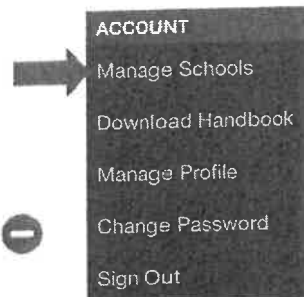 ACCOUNT
Manage Schools
Download Handbook
Manage Profile
Change Password
Sign Out